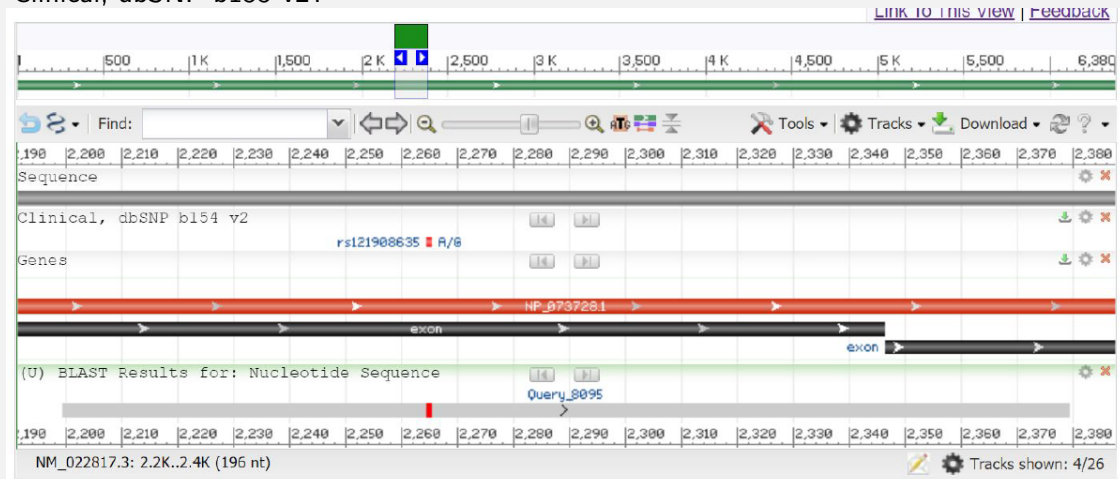 Clinical, dbSNP b155 v2.
Link To This View | Feedback
1 |500 |1 K |1,500 |2 K |2,500 |3 K |3,500 |4 K |4,500 |5 K |5,500 6,380
Find: Tools Tracks Download ?
,190 |2,200 |2,210 |2,220 |2,230 |2,240 |2,250 |2,260 |2,270 |2,280 |2,290 |2,300 |2,310 |2,320 |2,330 |2,340 |2,350 |2,360 |2,370 |2,380
Sequence
Clinical, dbSNP b154 v2
rs121908635 A/G
Genes
NP_073728.1
exon
exon
(U) BLAST Results for: Nucleotide Sequence
Query_8095
,190 |2,200 |2,210 |2,220 |2,230 |2,240 |2,250 |2,260 |2,270 |2,280 |2,290 |2,300 |2,310 |2,320 |2,330 |2,340 |2,350 |2,360 |2,370 |2,380
NM_022817.3: 2.2K..2.4K (196 nt) Tracks shown: 4/26